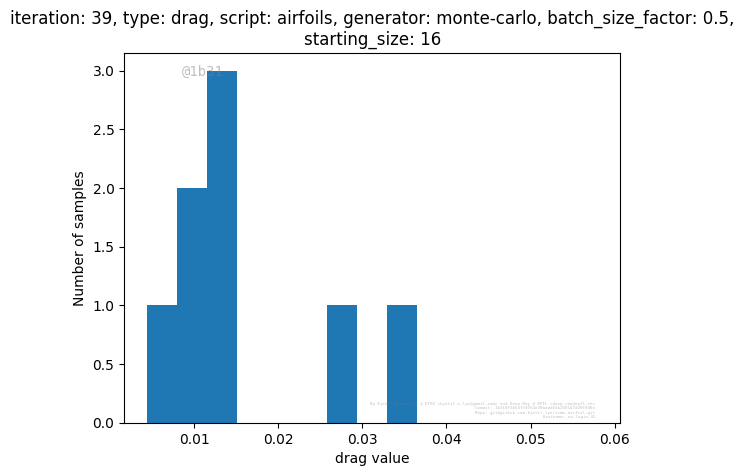 iteration: 39, type: drag, script: airfoils, generator: monte-carlo, batch_size_factor: 0.5,
starting_size: 16
@1b31
3.0
2.5
2.0
1.5
1.0
0.5
0.0
Number of samples
0.01
0.02
0.03
0.04
0.05
0.06
drag value